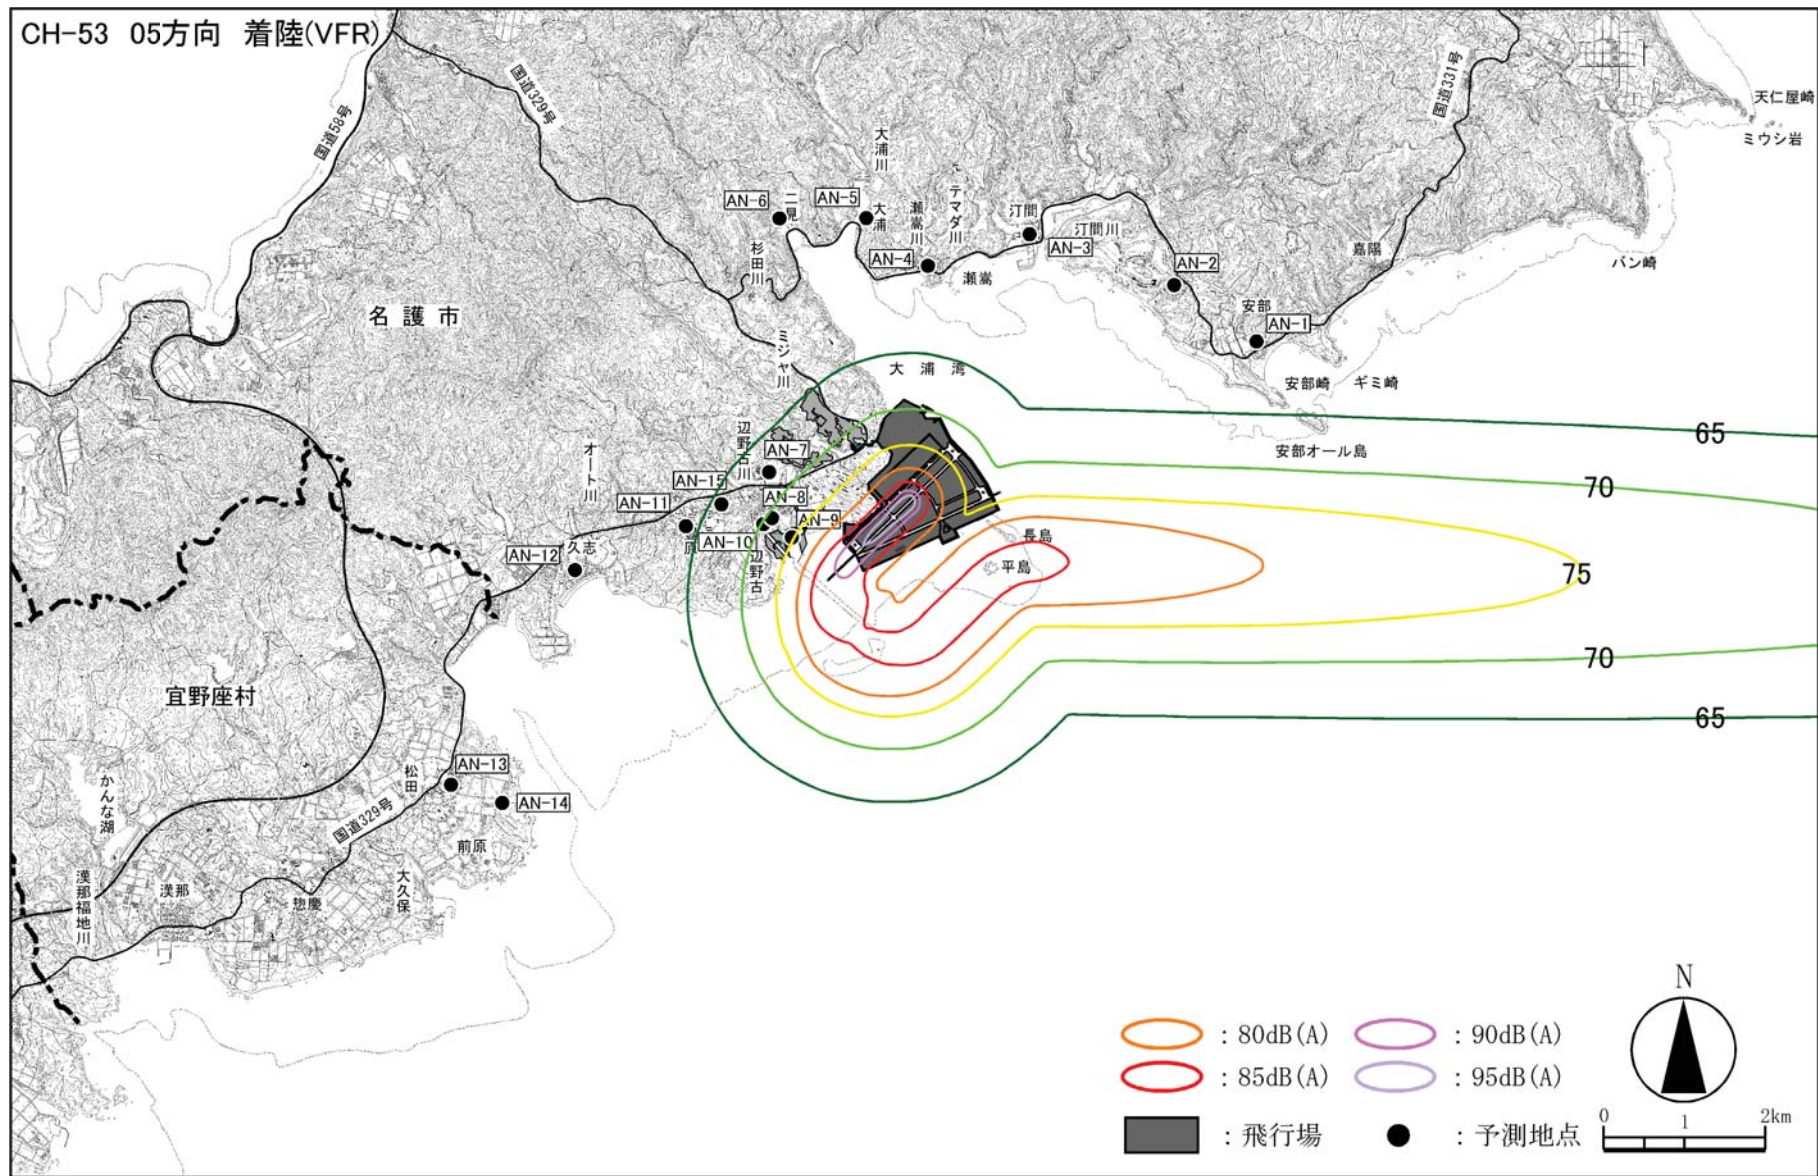 CH-53 05方向 着陸(VFR)
国道58号
国道329号
国道331号
天仁屋崎
ミウシ岩
バン崎
嘉陽
大浦川
AN-6
二見
AN-5
大浦
瀬嵩川
テマダ川
汀間
汀間川
AN-3
AN-4
瀬嵩
AN-2
安部
AN-1
杉田川
名護市
ミジャ川
大浦湾
安部崎
ギミ崎
安部オール島
65
70
75
70
65
辺野古川
AN-7
オート川
AN-15
AN-11
AN-8
AN-9
AN-10
辺野古
長島
平島
AN-12
久志
宜野座村
かんな湖
松田
AN-13
AN-14
国道329号
前原
大久保
漢那福地川
漢那
惣慶
N
: 80dB(A)
: 90dB(A)
: 85dB(A)
: 95dB(A)
: 飛行場
: 予測地点
0 1 2km